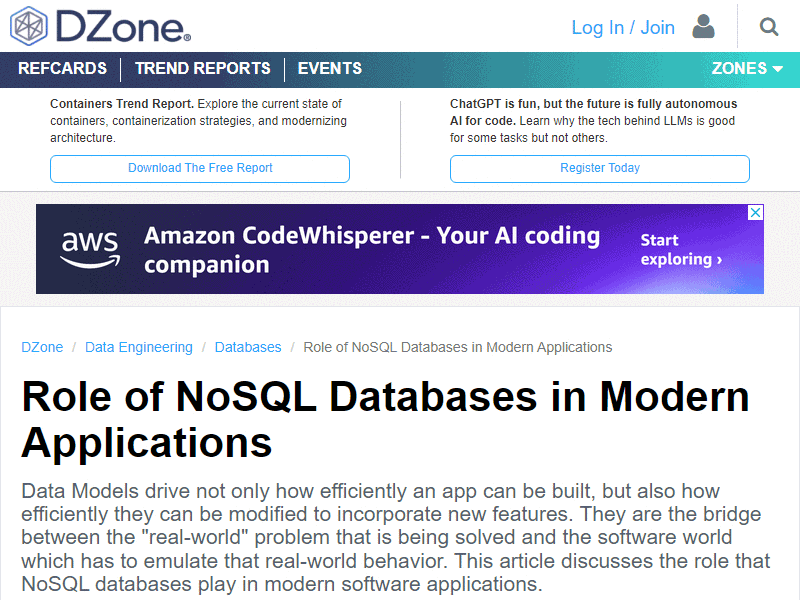 DZone®
Log In / Join
REFCARDS
TREND REPORTS
EVENTS
ZONES
Containers Trend Report. Explore the current state of
containers, containerization strategies, and modernizing
architecture.
Download The Free Report
ChatGPT is fun, but the future is fully autonomous
AI for code. Learn why the tech behind LLMs is good
for some tasks but not others.
Register Today
aws
Amazon CodeWhisperer - Your AI coding
companion
Start
exploring ›
DZone / Data Engineering / Databases / Role of NoSQL Databases in Modern Applications
Role of NoSQL Databases in Modern
Applications
Data Models drive not only how efficiently an app can be built, but also how
efficiently they can be modified to incorporate new features. They are the bridge
between the "real-world" problem that is being solved and the software world
which has to emulate that real-world behavior. This article discusses the role that
NoSQL databases play in modern software applications.